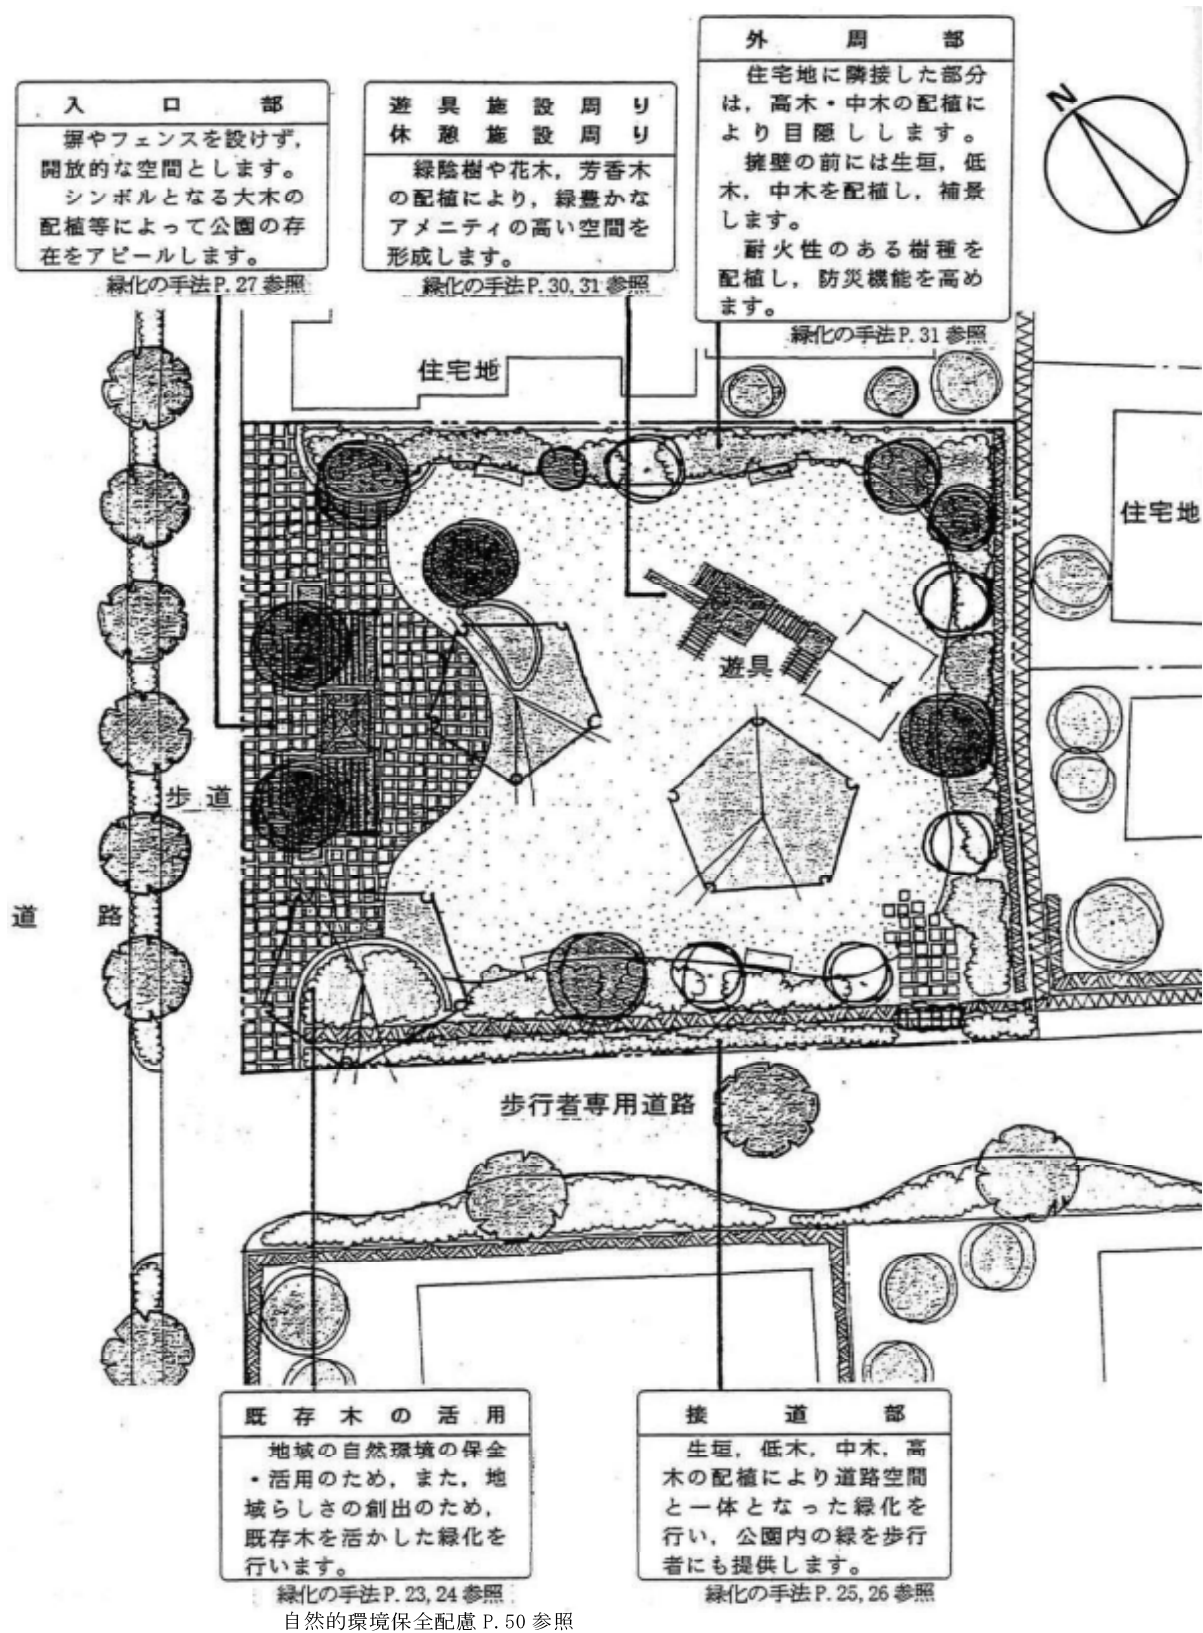 入口部
塀やフェンスを設けず，
開放的な空間とします。
シンボルとなる大木の
配植等によって公園の存
在をアピールします。
緑化の手法P.27 参照
遊具施設周り
休憩施設周り
緑陰樹や花木，芳香木
の配植により，緑豊かな
アメニティの高い空間を
形成します。
緑化の手法P.30,31参照
外周部
住宅地に隣接した部分
は，高木・中木の配植に
より目隠しします。
擁壁の前には生垣，低
木，中木を配植し，補景
します。
耐火性のある樹種を
配植し，防災機能を高め
ます。
緑化の手法P.31 参照
N
住宅地
住宅地
遊具
歩道
道路
歩行者専用道路
既存木の活用
地域の自然環境の保全
・活用のため，また，地
域らしさの創出のため，
既存木を活かした緑化を
行います。
緑化の手法P.23,24 参照
自然的環境保全配慮 P.50 参照
接道部
生垣，低木，中木，高
木の配植により道路空間
と一体となった緑化を
行い，公園内の緑を歩行
者にも提供します。
緑化の手法P.25,26 参照